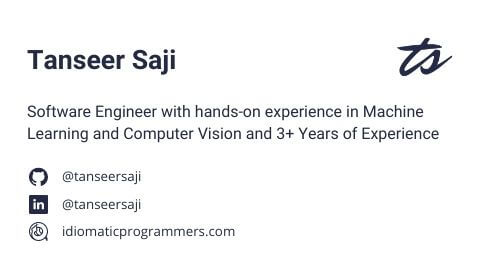 Tanseer Saji
ts
Software Engineer with hands-on experience in Machine
Learning and Computer Vision and 3+ Years of Experience
@tanseersaji
in
@tanseersaji
idiomaticprogrammers.com